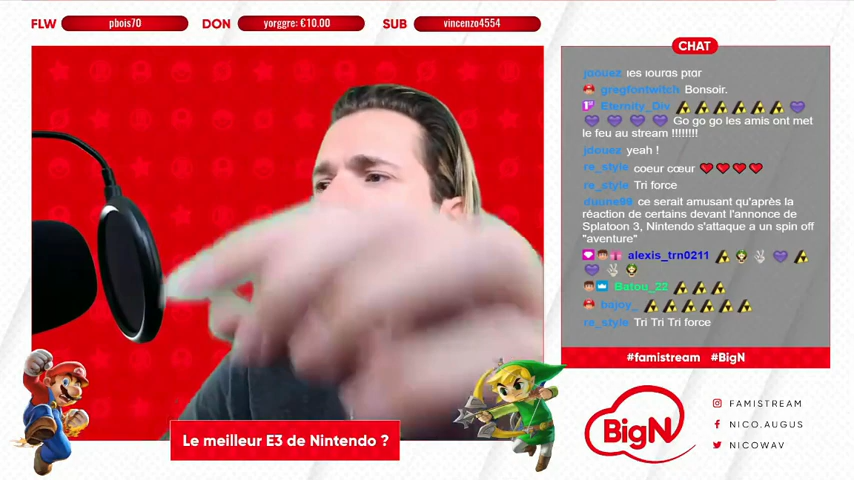 FLW pbois70 DON yorggre: €10.00 SUB vincenzo4554
CHAT
jdouez les lourds ptdr
gregfontwitch Bonsoir.
Eternity_Div
Go go go les amis ont met
le feu au stream !!!!!!!!
jdouez yeah !
re_style coeur cœur
re_style Tri force
duune96 ce serait amusant qu'après la
réaction de certains devant l'annonce de
Splatoon 3, Nintendo s'attaque a un spin off
"aventure"
alexis_trn0211
Batou_22
bajoy_
re_style Tri Tri Tri force
#famistream #BigN
Le meilleur E3 de Nintendo ?
BigN
FAMISTREAM
NICO.AUGUS
NICOWAV